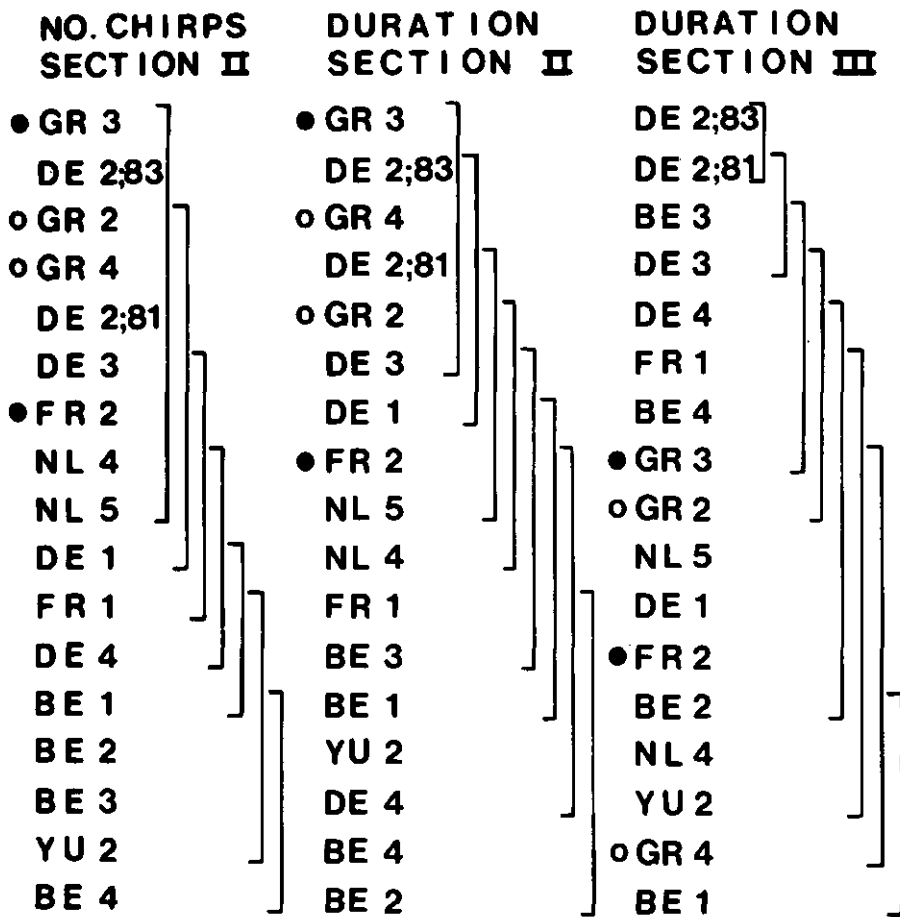 NO. CHIRPS
SECTION II
● GR 3
DE 2;83
o GR 2
o GR 4
DE 2;81
DE 3
● FR 2
NL 4
NL 5
DE 1
FR 1
DE 4
BE 1
BE 2
BE 3
YU 2
BE 4
DURATION
SECTION II
● GR 3
DE 2;83
o GR 4
DE 2;81
o GR 2
DE 3
DE 1
● FR 2
NL 5
NL 4
FR 1
BE 3
BE 1
YU 2
DE 4
BE 4
BE 2
DURATION
SECTION III
DE 2;83
DE 2;81
BE 3
DE 3
DE 4
FR 1
BE 4
● GR 3
o GR 2
NL 5
DE 1
● FR 2
BE 2
NL 4
YU 2
o GR 4
BE 1